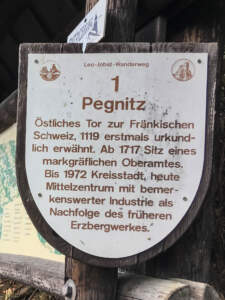 Leo-Jobst-Wanderweg
1
Pegnitz
Östliches Tor zur Fränkischen
Schweiz, 1119 erstmals urkund-
lich erwähnt. Ab 1717 Sitz eines
markgräflichen Oberamtes.
Bis 1972 Kreisstadt, heute
Mittelzentrum mit bemer-
kenswerter Industrie als
Nachfolge des früheren
Erzbergwerkes.